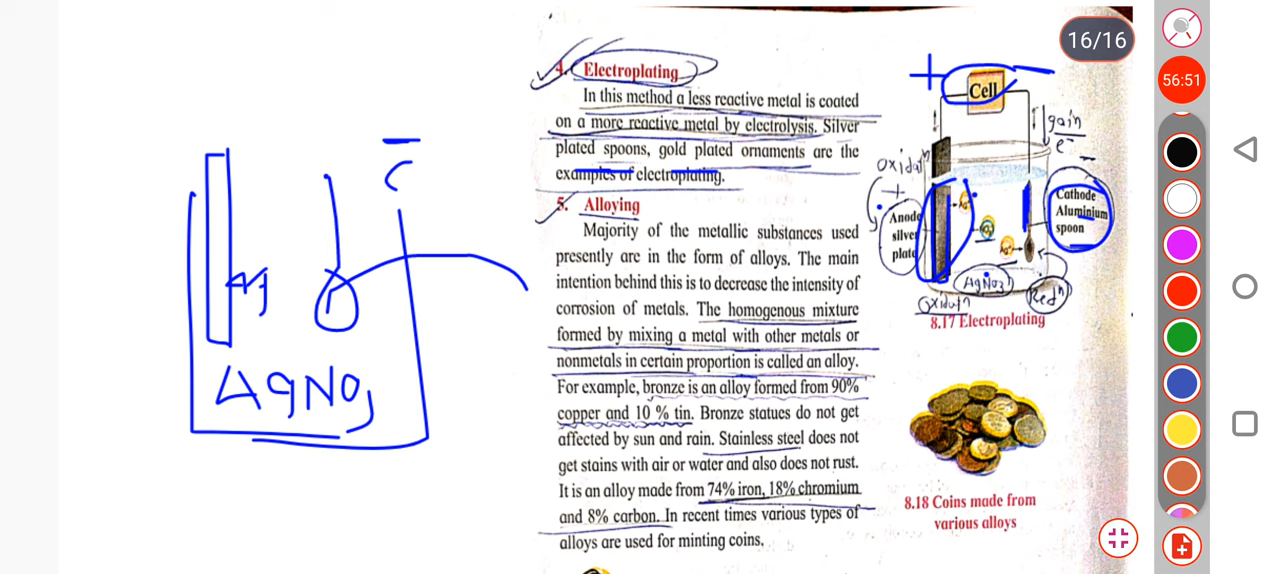 16/16
56:51
4. Electroplating
In this method a less reactive metal is coated
on a more reactive metal by electrolysis. Silver
plated spoons, gold plated ornaments are the
examples of electroplating.
5. Alloying
Majority of the metallic substances used
presently are in the form of alloys. The main
intention behind this is to decrease the intensity of
corrosion of metals. The homogenous mixture
formed by mixing a metal with other metals or
nonmetals in certain proportion is called an alloy.
For example, bronze is an alloy formed from 90%
copper and 10 % tin. Bronze statues do not get
affected by sun and rain. Stainless steel does not
get stains with air or water and also does not rust.
It is an alloy made from 74% iron, 18% chromium
and 8% carbon. In recent times various types of
alloys are used for minting coins.
+
Cell
−
gain
e−
oxidatn
+
Anode
silver
plate
−
Cathode
Aluminium
spoon
AgNO3
Oxidatn
Redn
8.17 Electroplating
8.18 Coins made from
various alloys
AgNO3